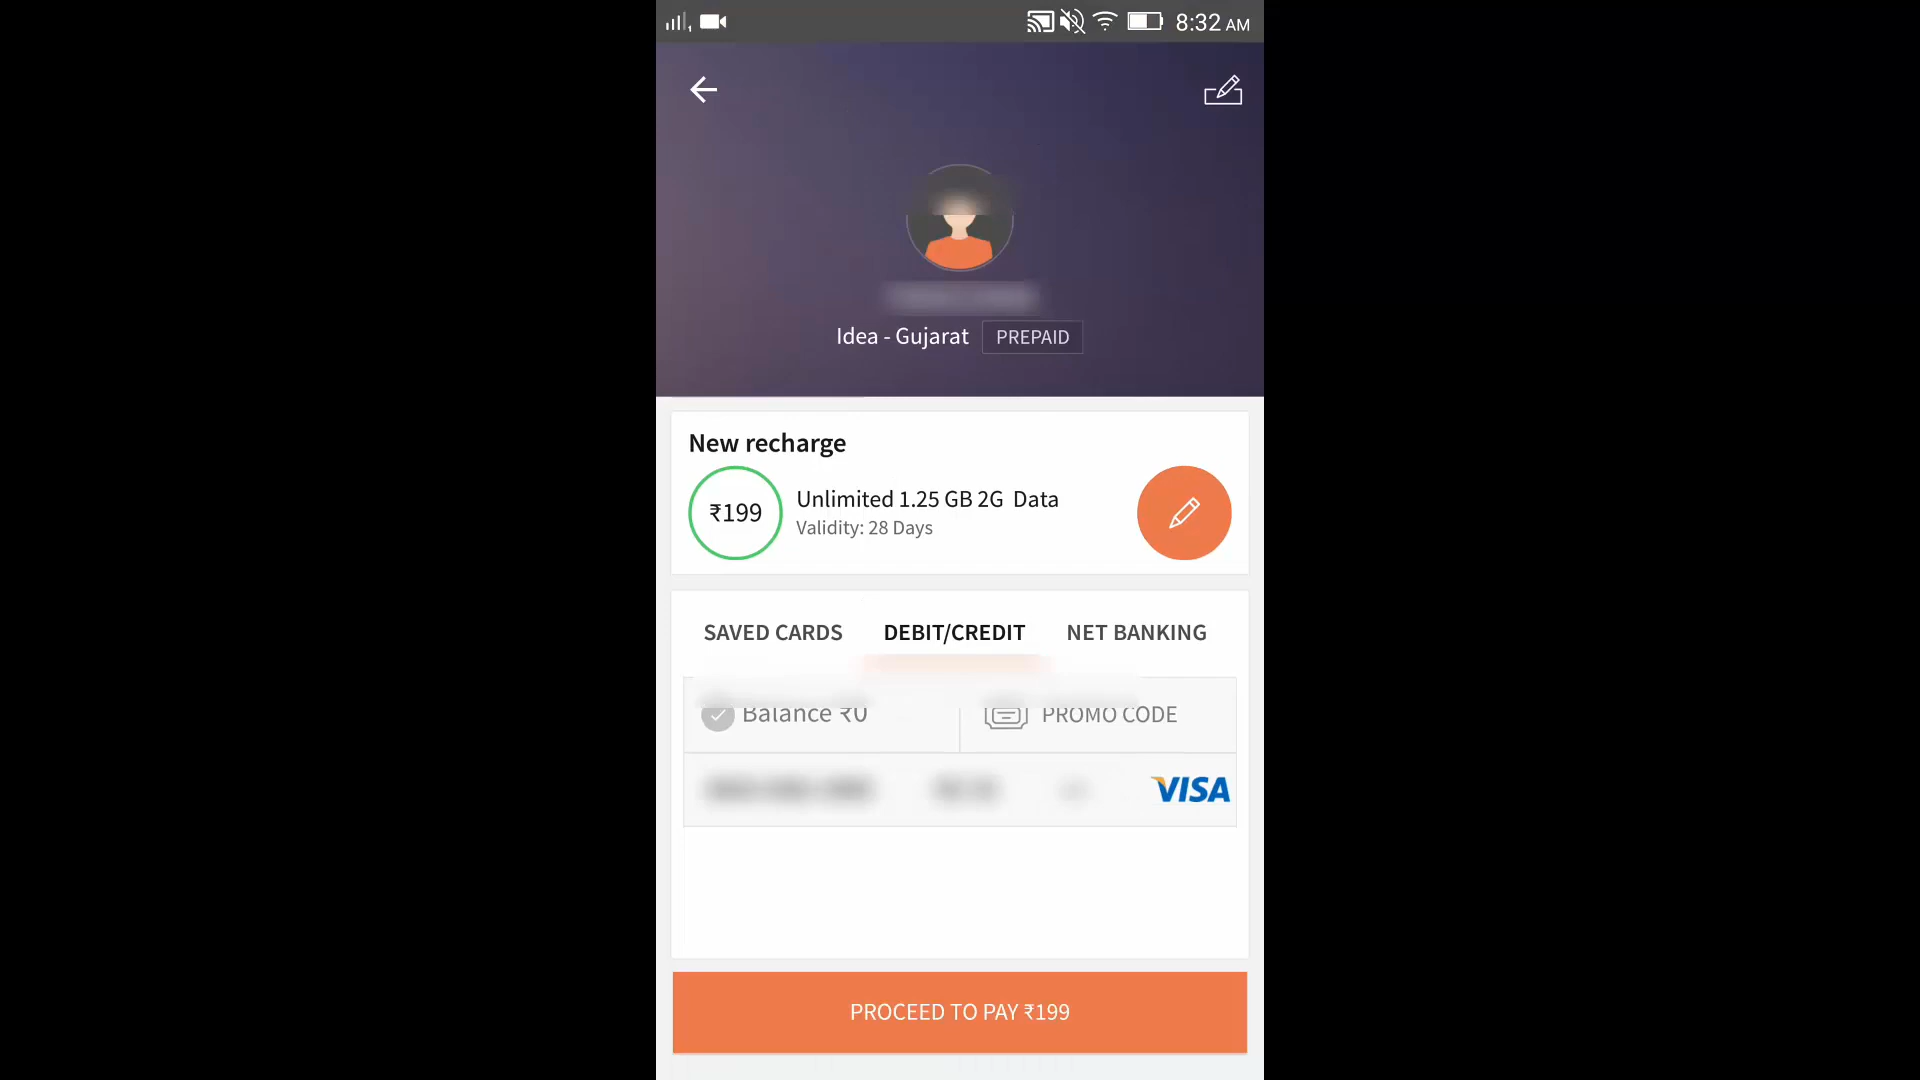 8:32 AM
Idea - Gujarat PREPAID
New recharge
₹199
Unlimited 1.25 GB 2G Data
Validity: 28 Days
SAVED CARDS DEBIT/CREDIT NET BANKING
Balance ₹0 PROMO CODE
VISA
PROCEED TO PAY ₹199